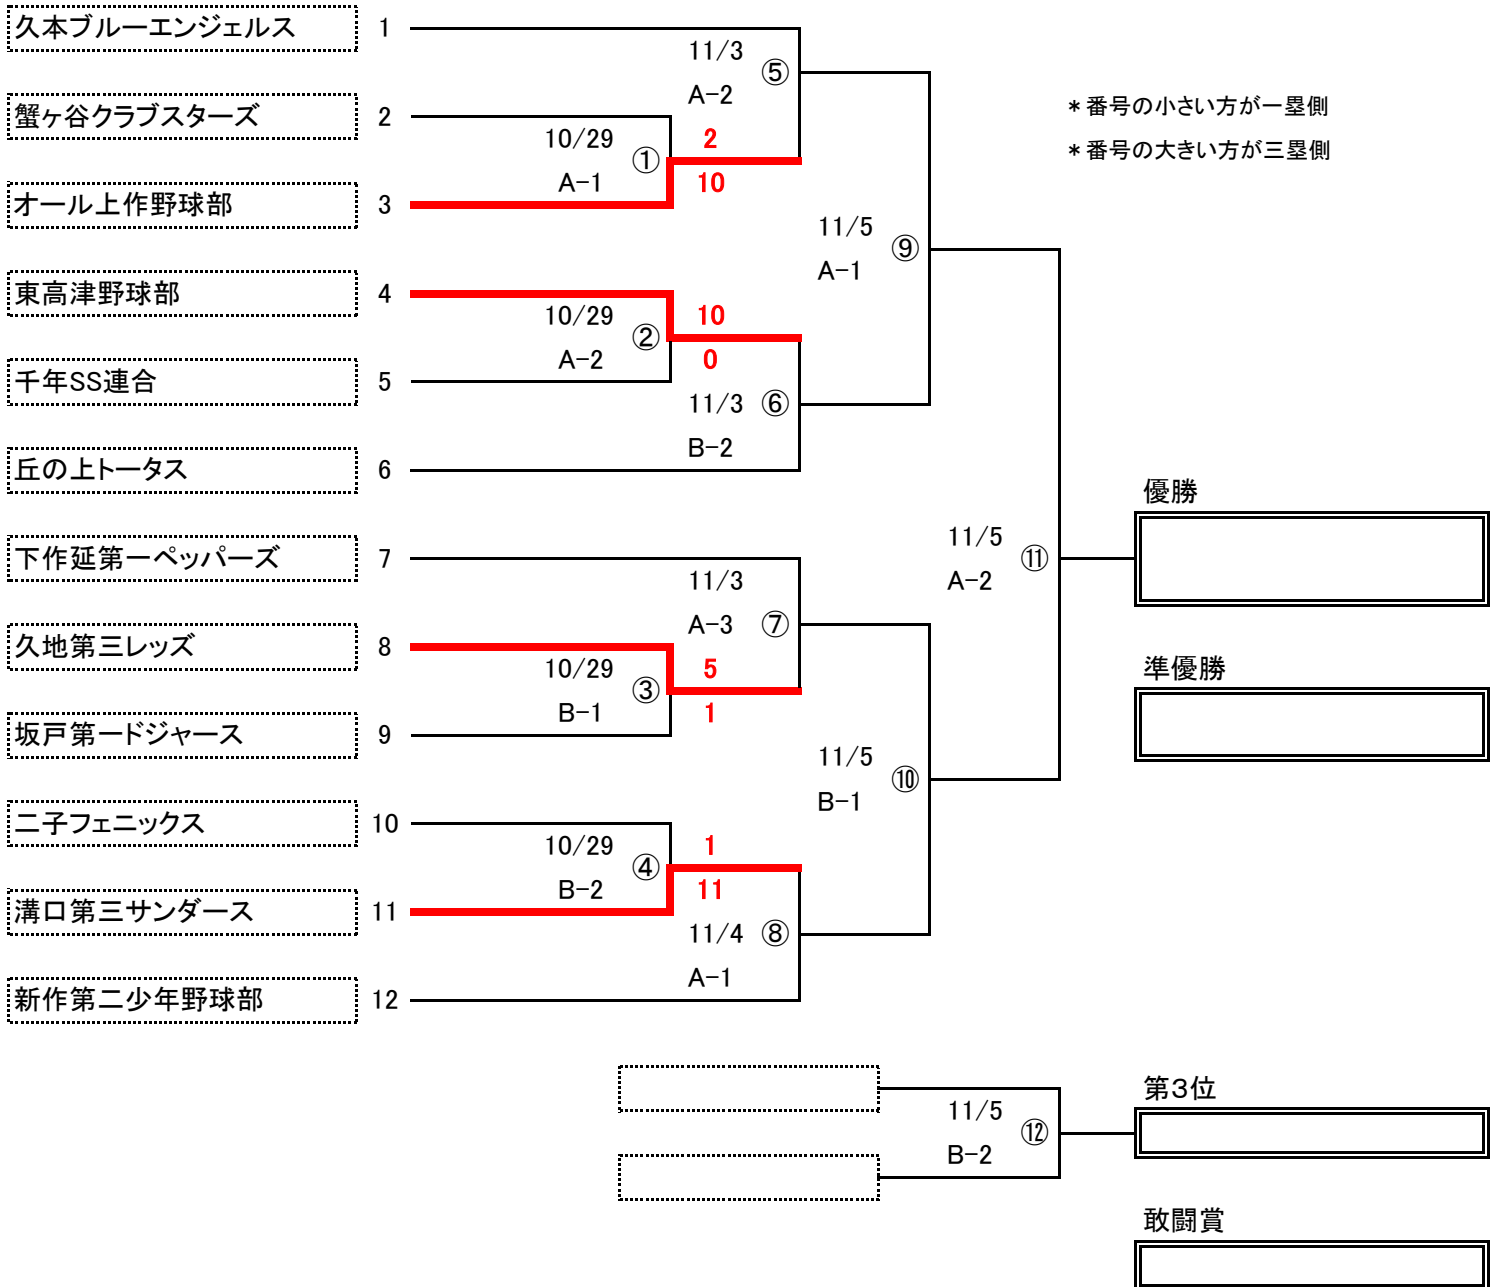 久本ブルーエンジェルス 1
11/3
⑤
A-2
蟹ヶ谷クラブスターズ 2
＊番号の小さい方が一塁側
10/29
①
2
A-1
10
＊番号の大きい方が三塁側
オール上作野球部 3
11/5
⑨
A-1
東高津野球部 4
10/29
②
10
A-2
0
千年SS連合 5
11/3
⑥
B-2
丘の上トータス 6
優勝
下作延第一ペッパーズ 7
11/5
⑪
A-2
11/3
A-3
⑦
久地第三レッズ 8
10/29
③
5
B-1
1
準優勝
坂戸第一ドジャース 9
11/5
⑩
B-1
二子フェニックス 10
10/29
④
1
B-2
11
溝口第三サンダース 11
11/4
⑧
A-1
新作第二少年野球部 12
第3位
11/5
⑫
B-2
敢闘賞